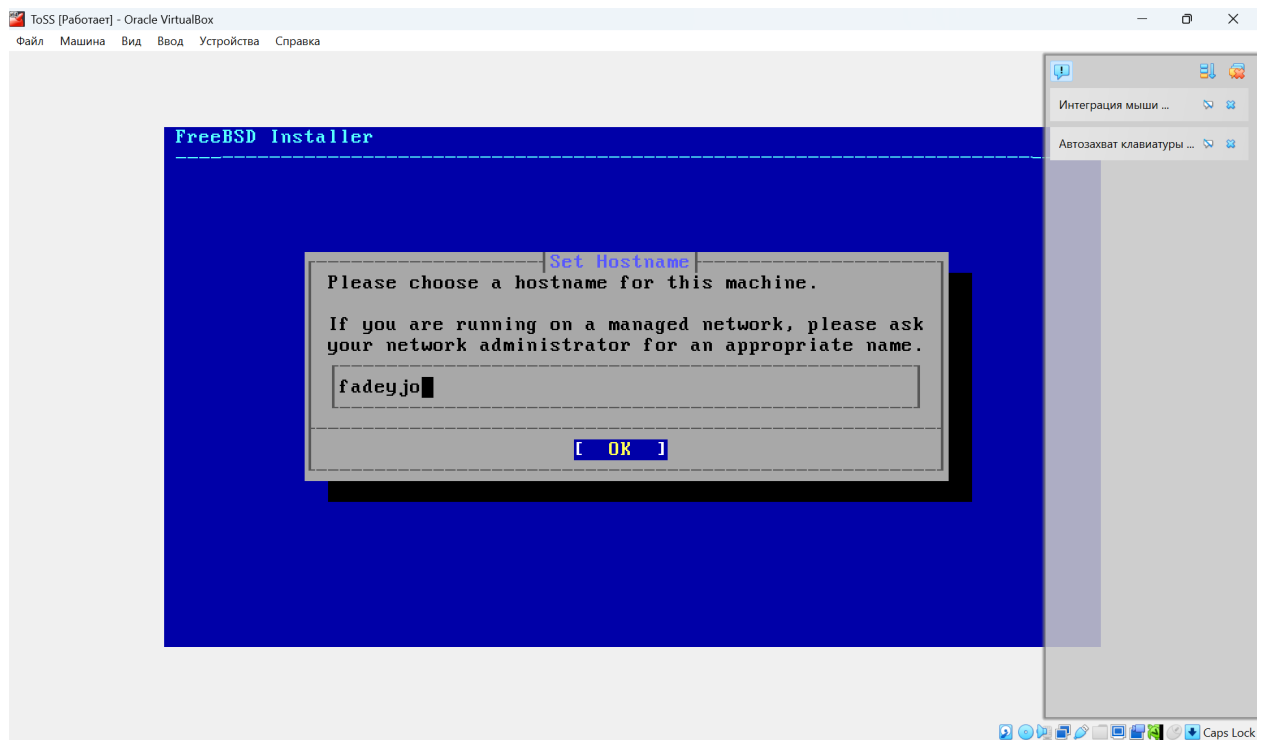 ToSS [Работает] - Oracle VirtualBox
Файл Машина Вид Ввод Устройства Справка
Интеграция мыши ...
Автозахват клавиатуры ...
FreeBSD Installer
Set Hostname
Please choose a hostname for this machine.
If you are running on a managed network, please ask
your network administrator for an appropriate name.
fadeyjo
[ OK ]
Caps Lock